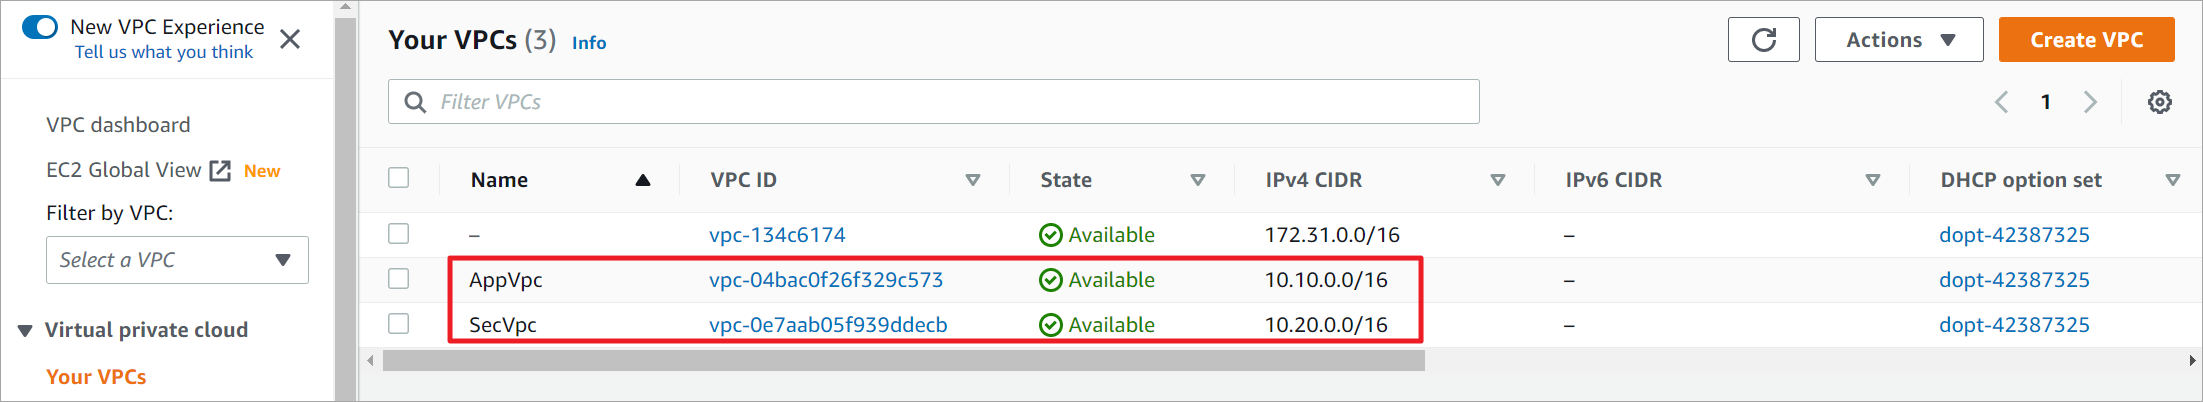 New VPC Experience
Tell us what you think
VPC dashboard
EC2 Global View New
Filter by VPC:
Select a VPC
Virtual private cloud
Your VPCs
Your VPCs (3) Info
Actions
Create VPC
Filter VPCs
1
Name VPC ID State IPv4 CIDR IPv6 CIDR DHCP option set
– vpc-134c6174 Available 172.31.0.0/16 – dopt-42387325
AppVpc vpc-04bac0f26f329c573 Available 10.10.0.0/16 – dopt-42387325
SecVpc vpc-0e7aab05f939ddecb Available 10.20.0.0/16 – dopt-42387325